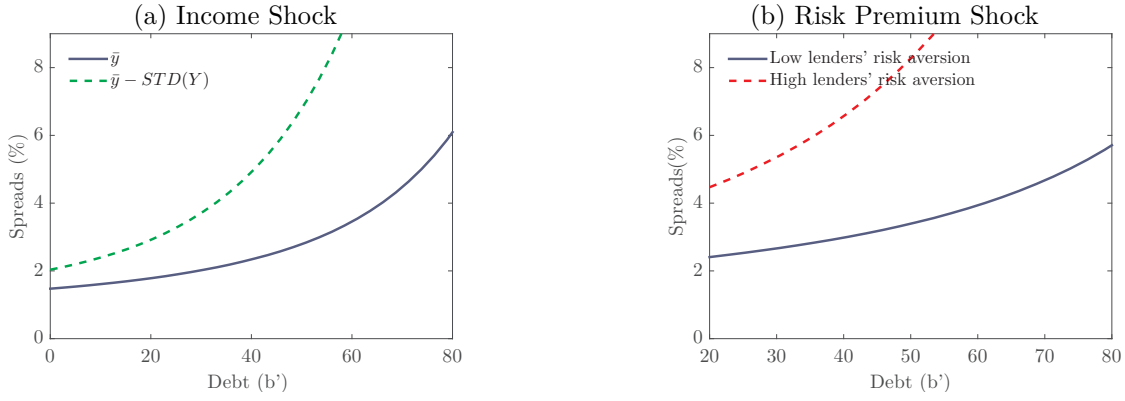 (a) Income Shock
ȳ
ȳ − STD(Y)
Spreads (%)
8
6
4
2
0
0 20 40 60 80
Debt (b')
(b) Risk Premium Shock
Low lenders' risk aversion
High lenders' risk aversion
Spreads(%)
8
6
4
2
0
20 30 40 50 60 70 80
Debt (b')